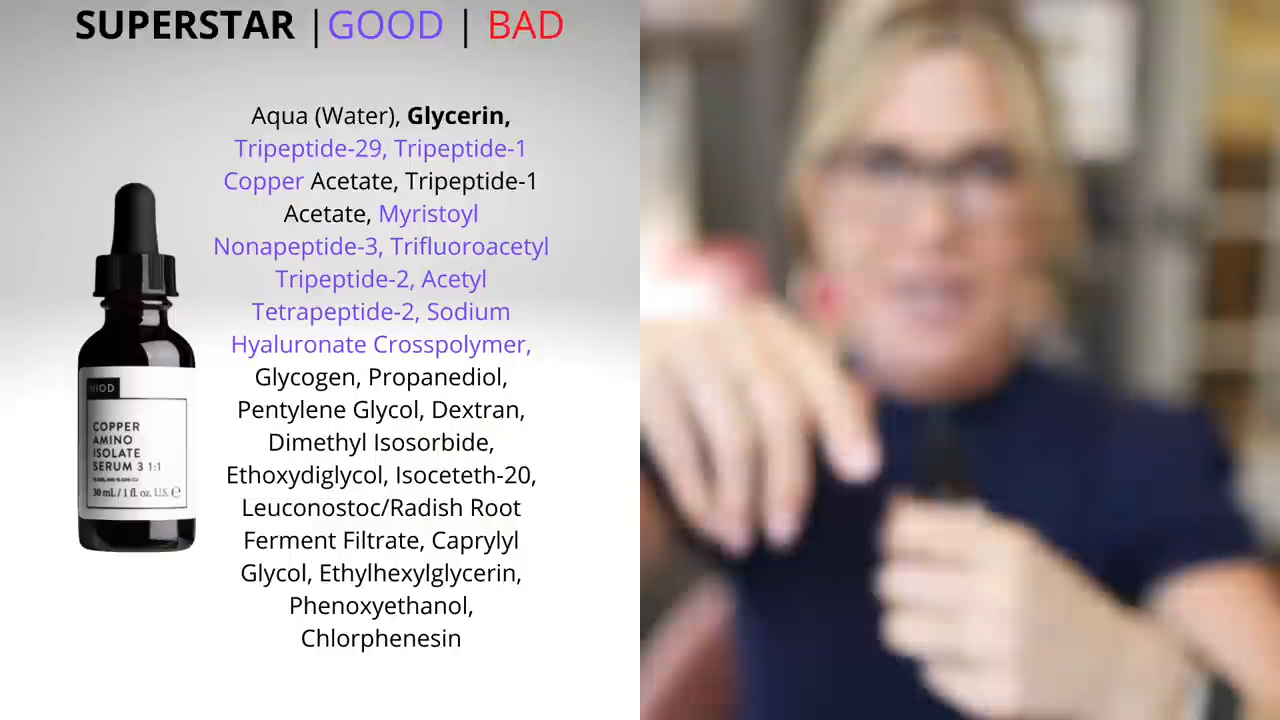 SUPERSTAR | GOOD | BAD
Aqua (Water), Glycerin,
Tripeptide-29, Tripeptide-1
Copper Acetate, Tripeptide-1
Acetate, Myristoyl
Nonapeptide-3, Trifluoroacetyl
Tripeptide-2, Acetyl
Tetrapeptide-2, Sodium
Hyaluronate Crosspolymer,
Glycogen, Propanediol,
Pentylene Glycol, Dextran,
Dimethyl Isosorbide,
Ethoxydiglycol, Isoceteth-20,
Leuconostoc/Radish Root
Ferment Filtrate, Caprylyl
Glycol, Ethylhexylglycerin,
Phenoxyethanol,
Chlorphenesin
NIOD
COPPER
AMINO
ISOLATE
SERUM 3 1:1
30 mL / 1 fl. oz. U.S. ℮